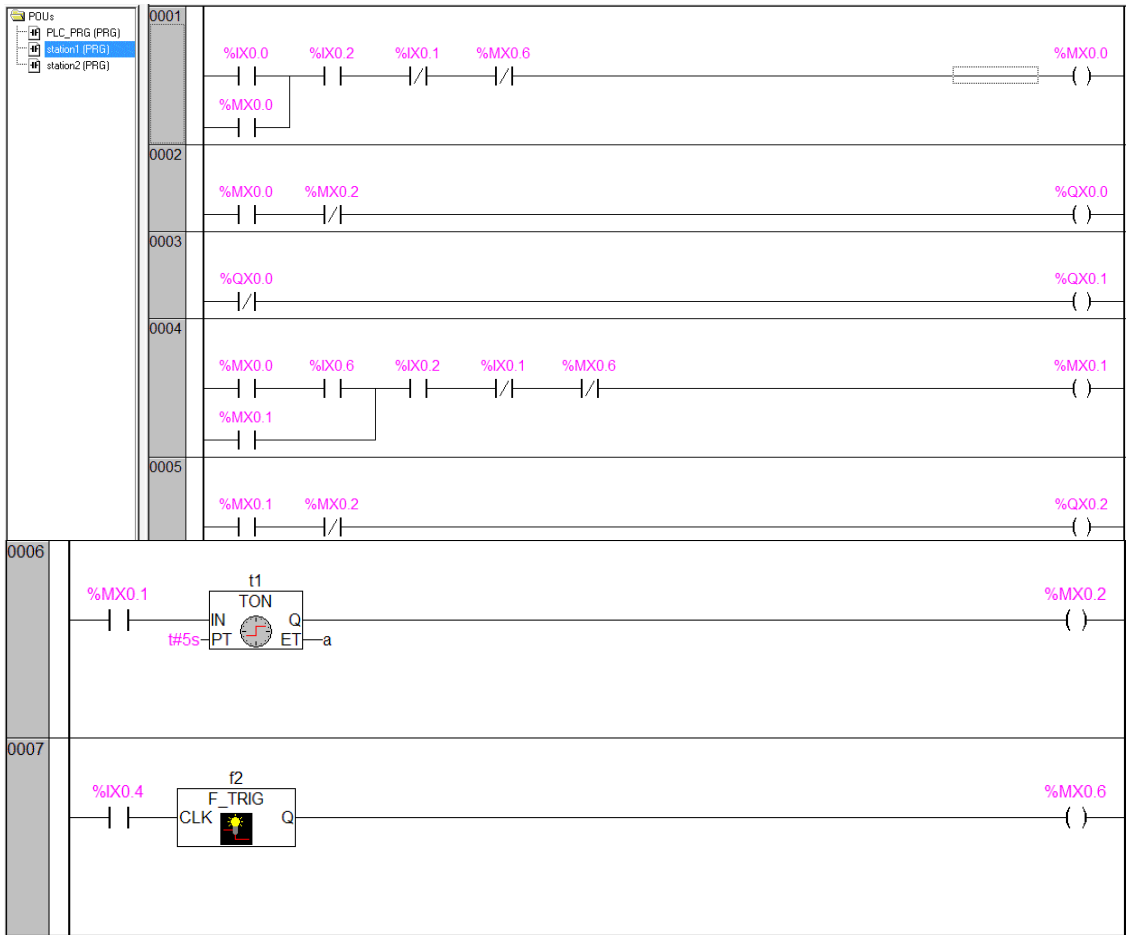 POUs
PLC_PRG (PRG)
station1 (PRG)
station2 (PRG)
0001
%IX0.0 %IX0.2 %IX0.1 %MX0.6 %MX0.0
%MX0.0
0002
%MX0.0 %MX0.2 %QX0.0
0003
%QX0.0 %QX0.1
0004
%MX0.0 %IX0.6 %IX0.2 %IX0.1 %MX0.6 %MX0.1
%MX0.1
0005
%MX0.1 %MX0.2 %QX0.2
0006
t1
%MX0.1 TON %MX0.2
IN Q
t#5s PT ET a
0007
f2
%IX0.4 F_TRIG %MX0.6
CLK Q